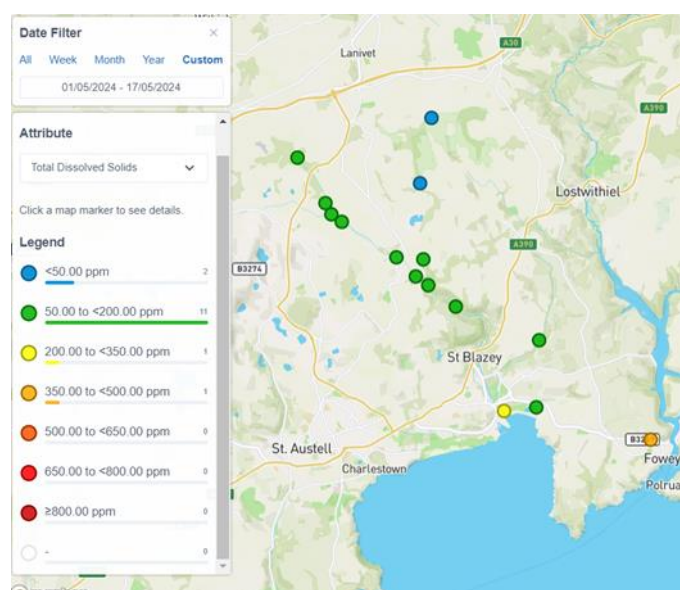 Date Filter ×
All Week Month Year Custom
01/05/2024 - 17/05/2024
Attribute
Total Dissolved Solids
Click a map marker to see details.
Legend
<50.00 ppm 2
50.00 to <200.00 ppm 11
200.00 to <350.00 ppm 1
350.00 to <500.00 ppm 1
500.00 to <650.00 ppm 0
650.00 to <800.00 ppm 0
≥800.00 ppm 0
- 0
Lanivet
A30
A390
Lostwithiel
A390
B3274
St Blazey
St. Austell
Charlestown
Fowey
Polrua